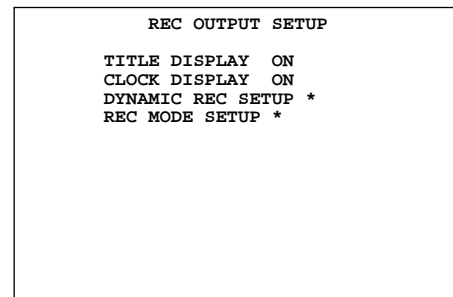 REC OUTPUT SETUP
TITLE DISPLAY ON
CLOCK DISPLAY ON
DYNAMIC REC SETUP *
REC MODE SETUP *